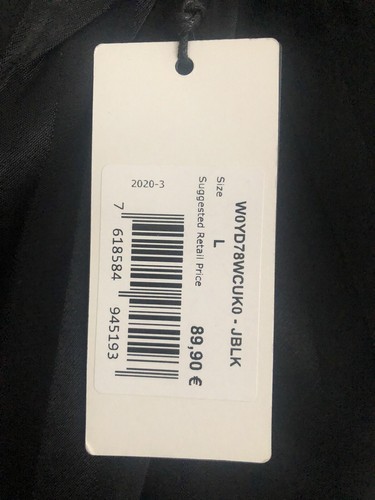 W0YD78WCUK0 - JBLK
Size
L
Suggested Retail Price
89,90 €
2020-3
7 618584 945193